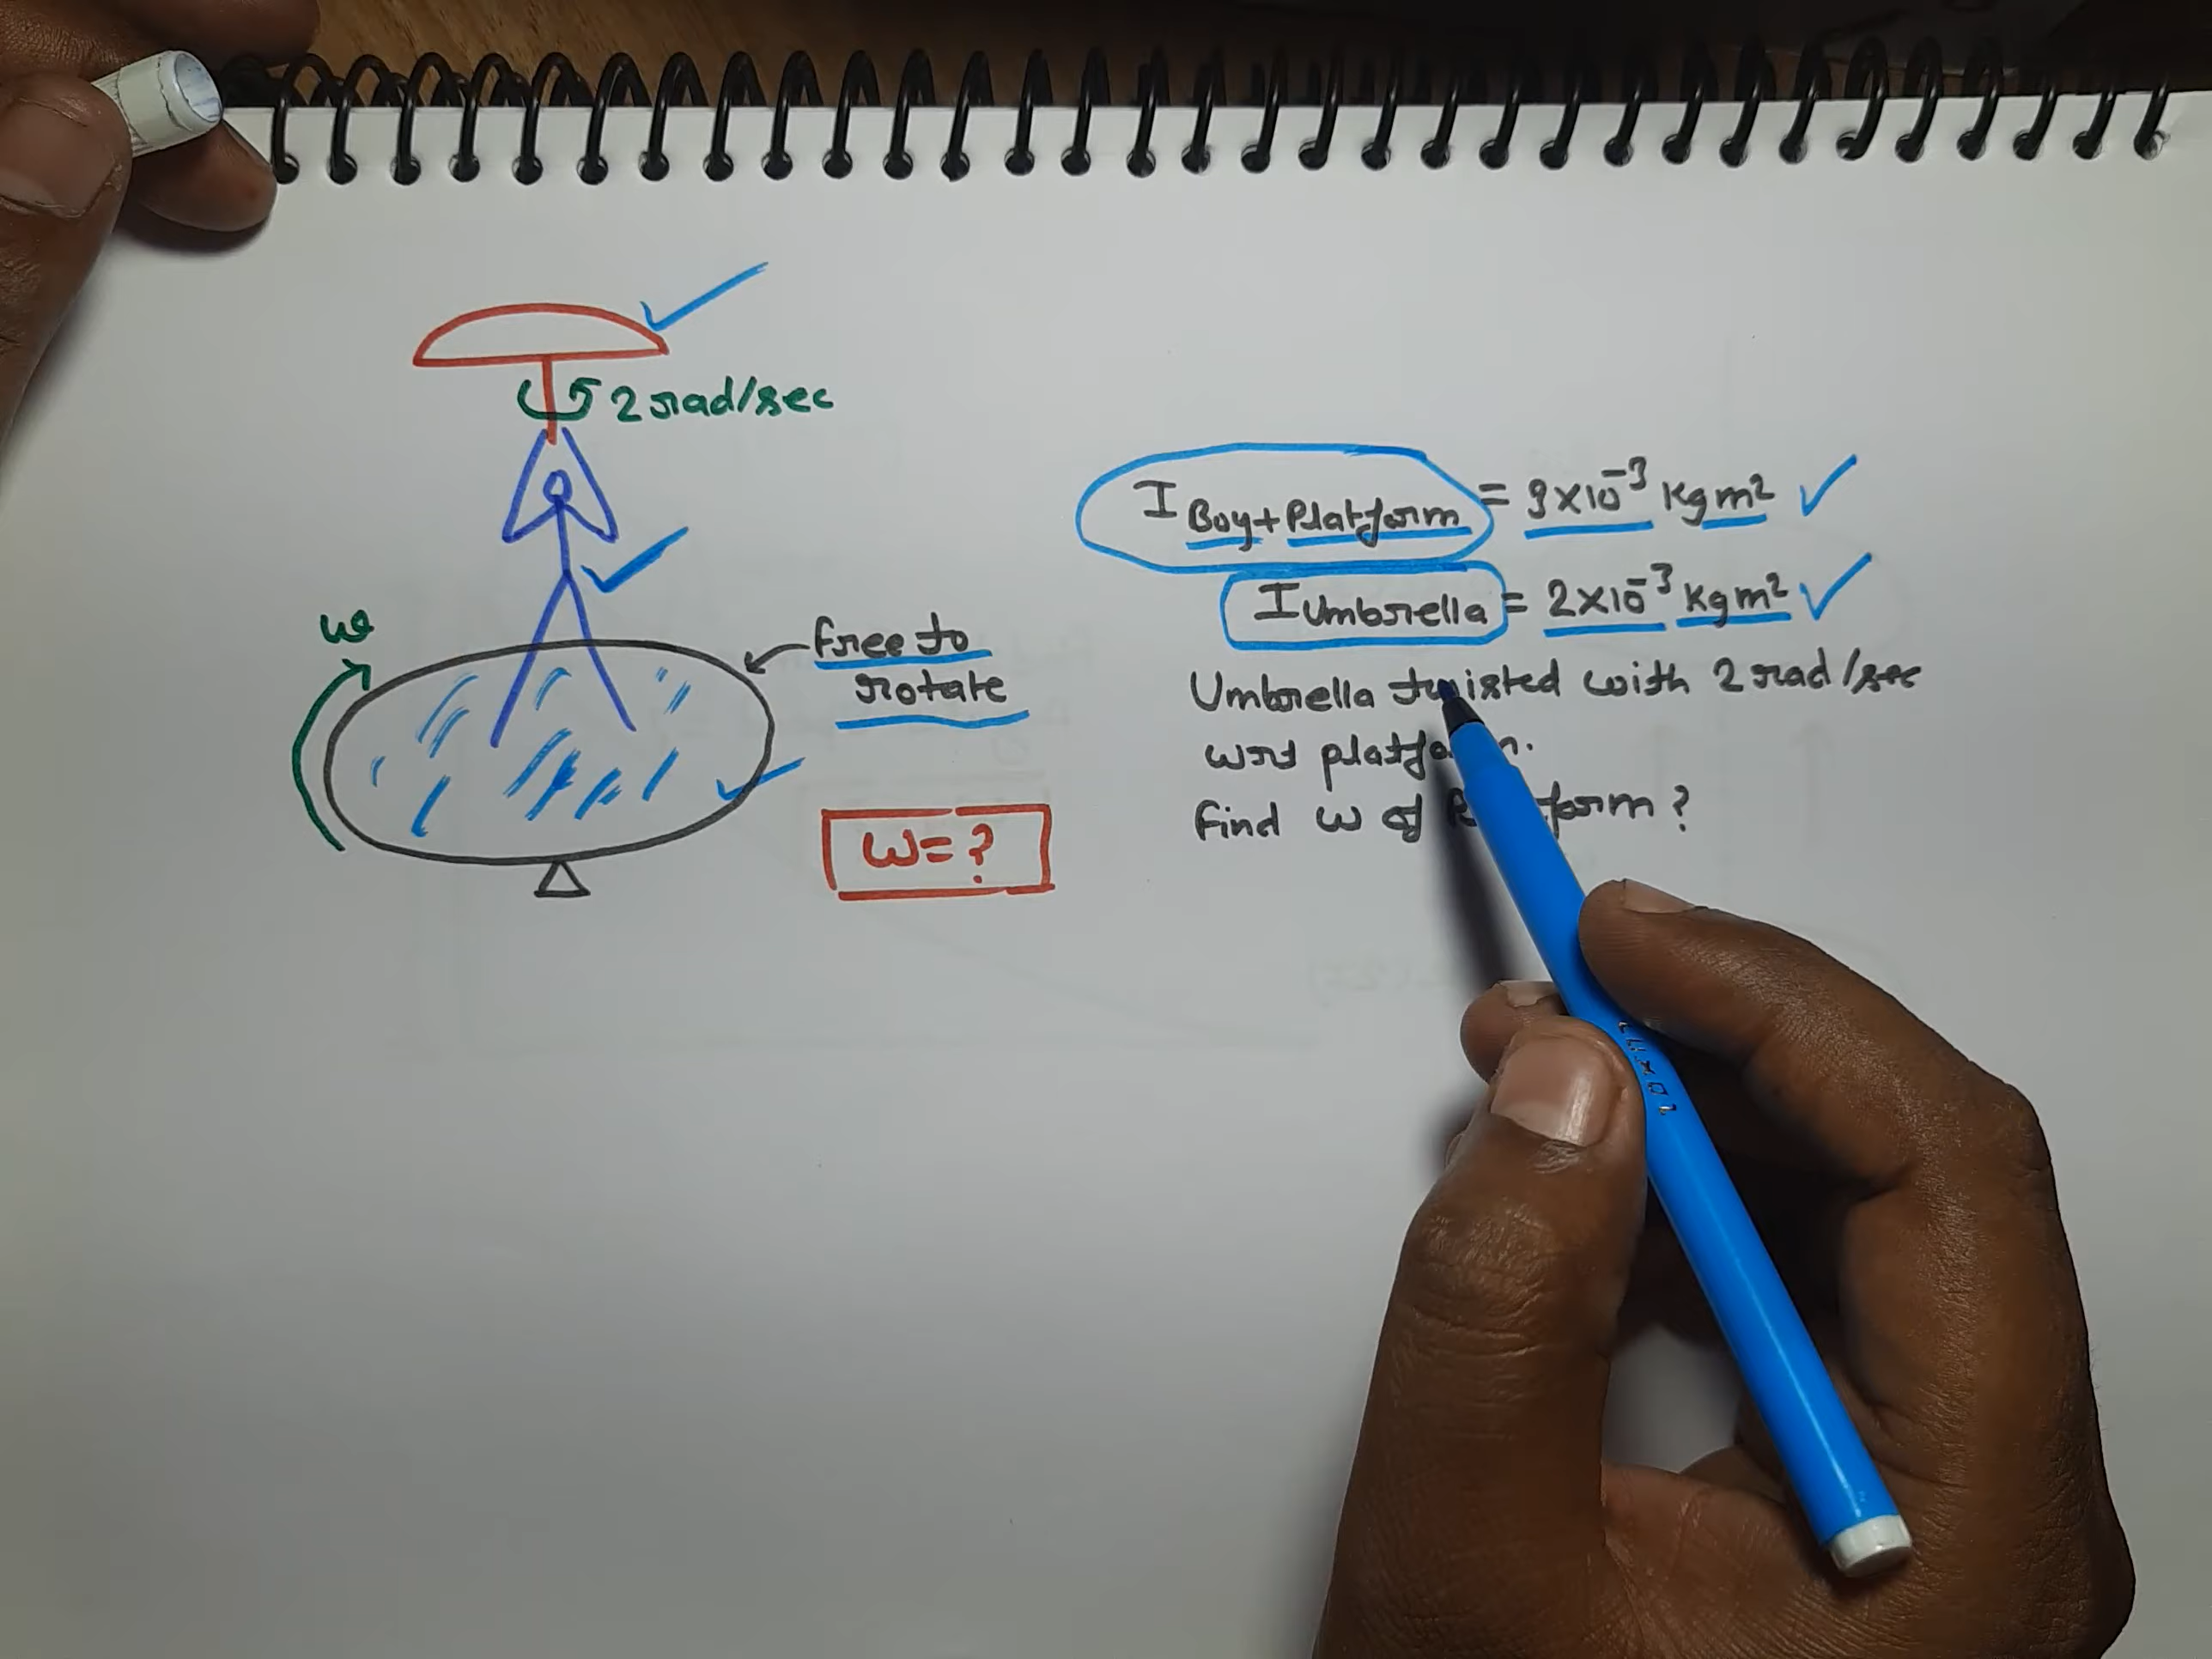 2 rad/sec
ω
free to
rotate
ω=?
I Boy+Platform = 9×10⁻³ Kgm²
I Umbrella = 2×10⁻³ Kgm²
Umbrella twisted with 2 rad/sec
wrt platform.
find ω of Platform?
LUXOR